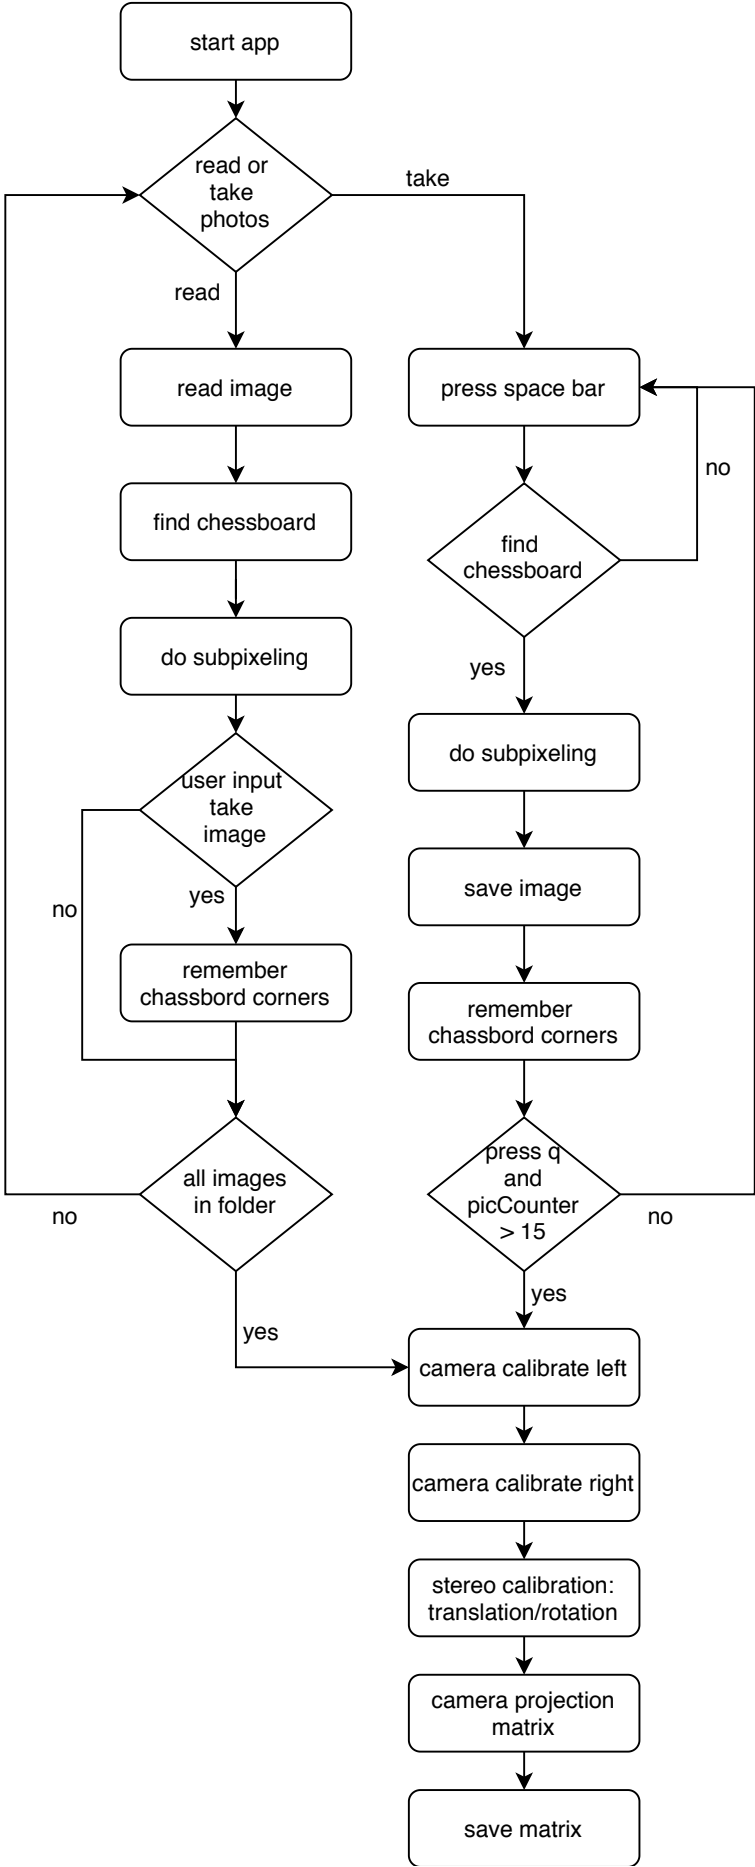 start app
read or
take
photos
take
read
read image
press space bar
no
find chessboard
find
chessboard
do subpixeling
yes
do subpixeling
user input
take
image
save image
no
yes
remember
chassbord corners
remember
chassbord corners
all images
in folder
press q
and
picCounter
> 15
no
no
yes
yes
camera calibrate left
camera calibrate right
stereo calibration:
translation/rotation
camera projection
matrix
save matrix